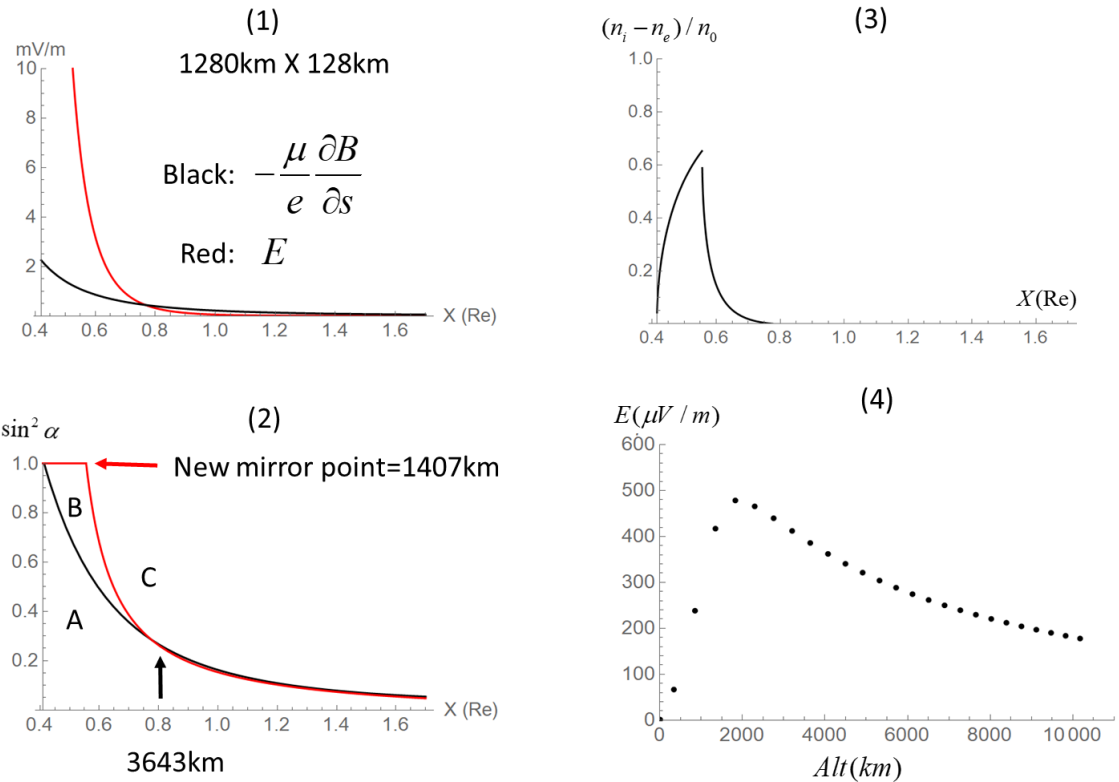 (1)
mV/m
1280km X 128km
10
8
6
4
2
Black: $-\frac{\mu}{e}\frac{\partial B}{\partial s}$
Red: E
0.4 0.6 0.8 1.0 1.2 1.4 1.6 X (Re)
(3)
(n_i − n_e) / n_0
1.0
0.8
0.6
0.4
0.2
X(Re)
0.4 0.6 0.8 1.0 1.2 1.4 1.6
(2)
sin² α
1.0
0.8
0.6
0.4
0.2
New mirror point=1407km
B
C
A
0.4 0.6 0.8 1.0 1.2 1.4 1.6 X (Re)
3643km
(4)
E(μV / m)
600
500
400
300
200
100
0
0 2000 4000 6000 8000 10000
Alt(km)